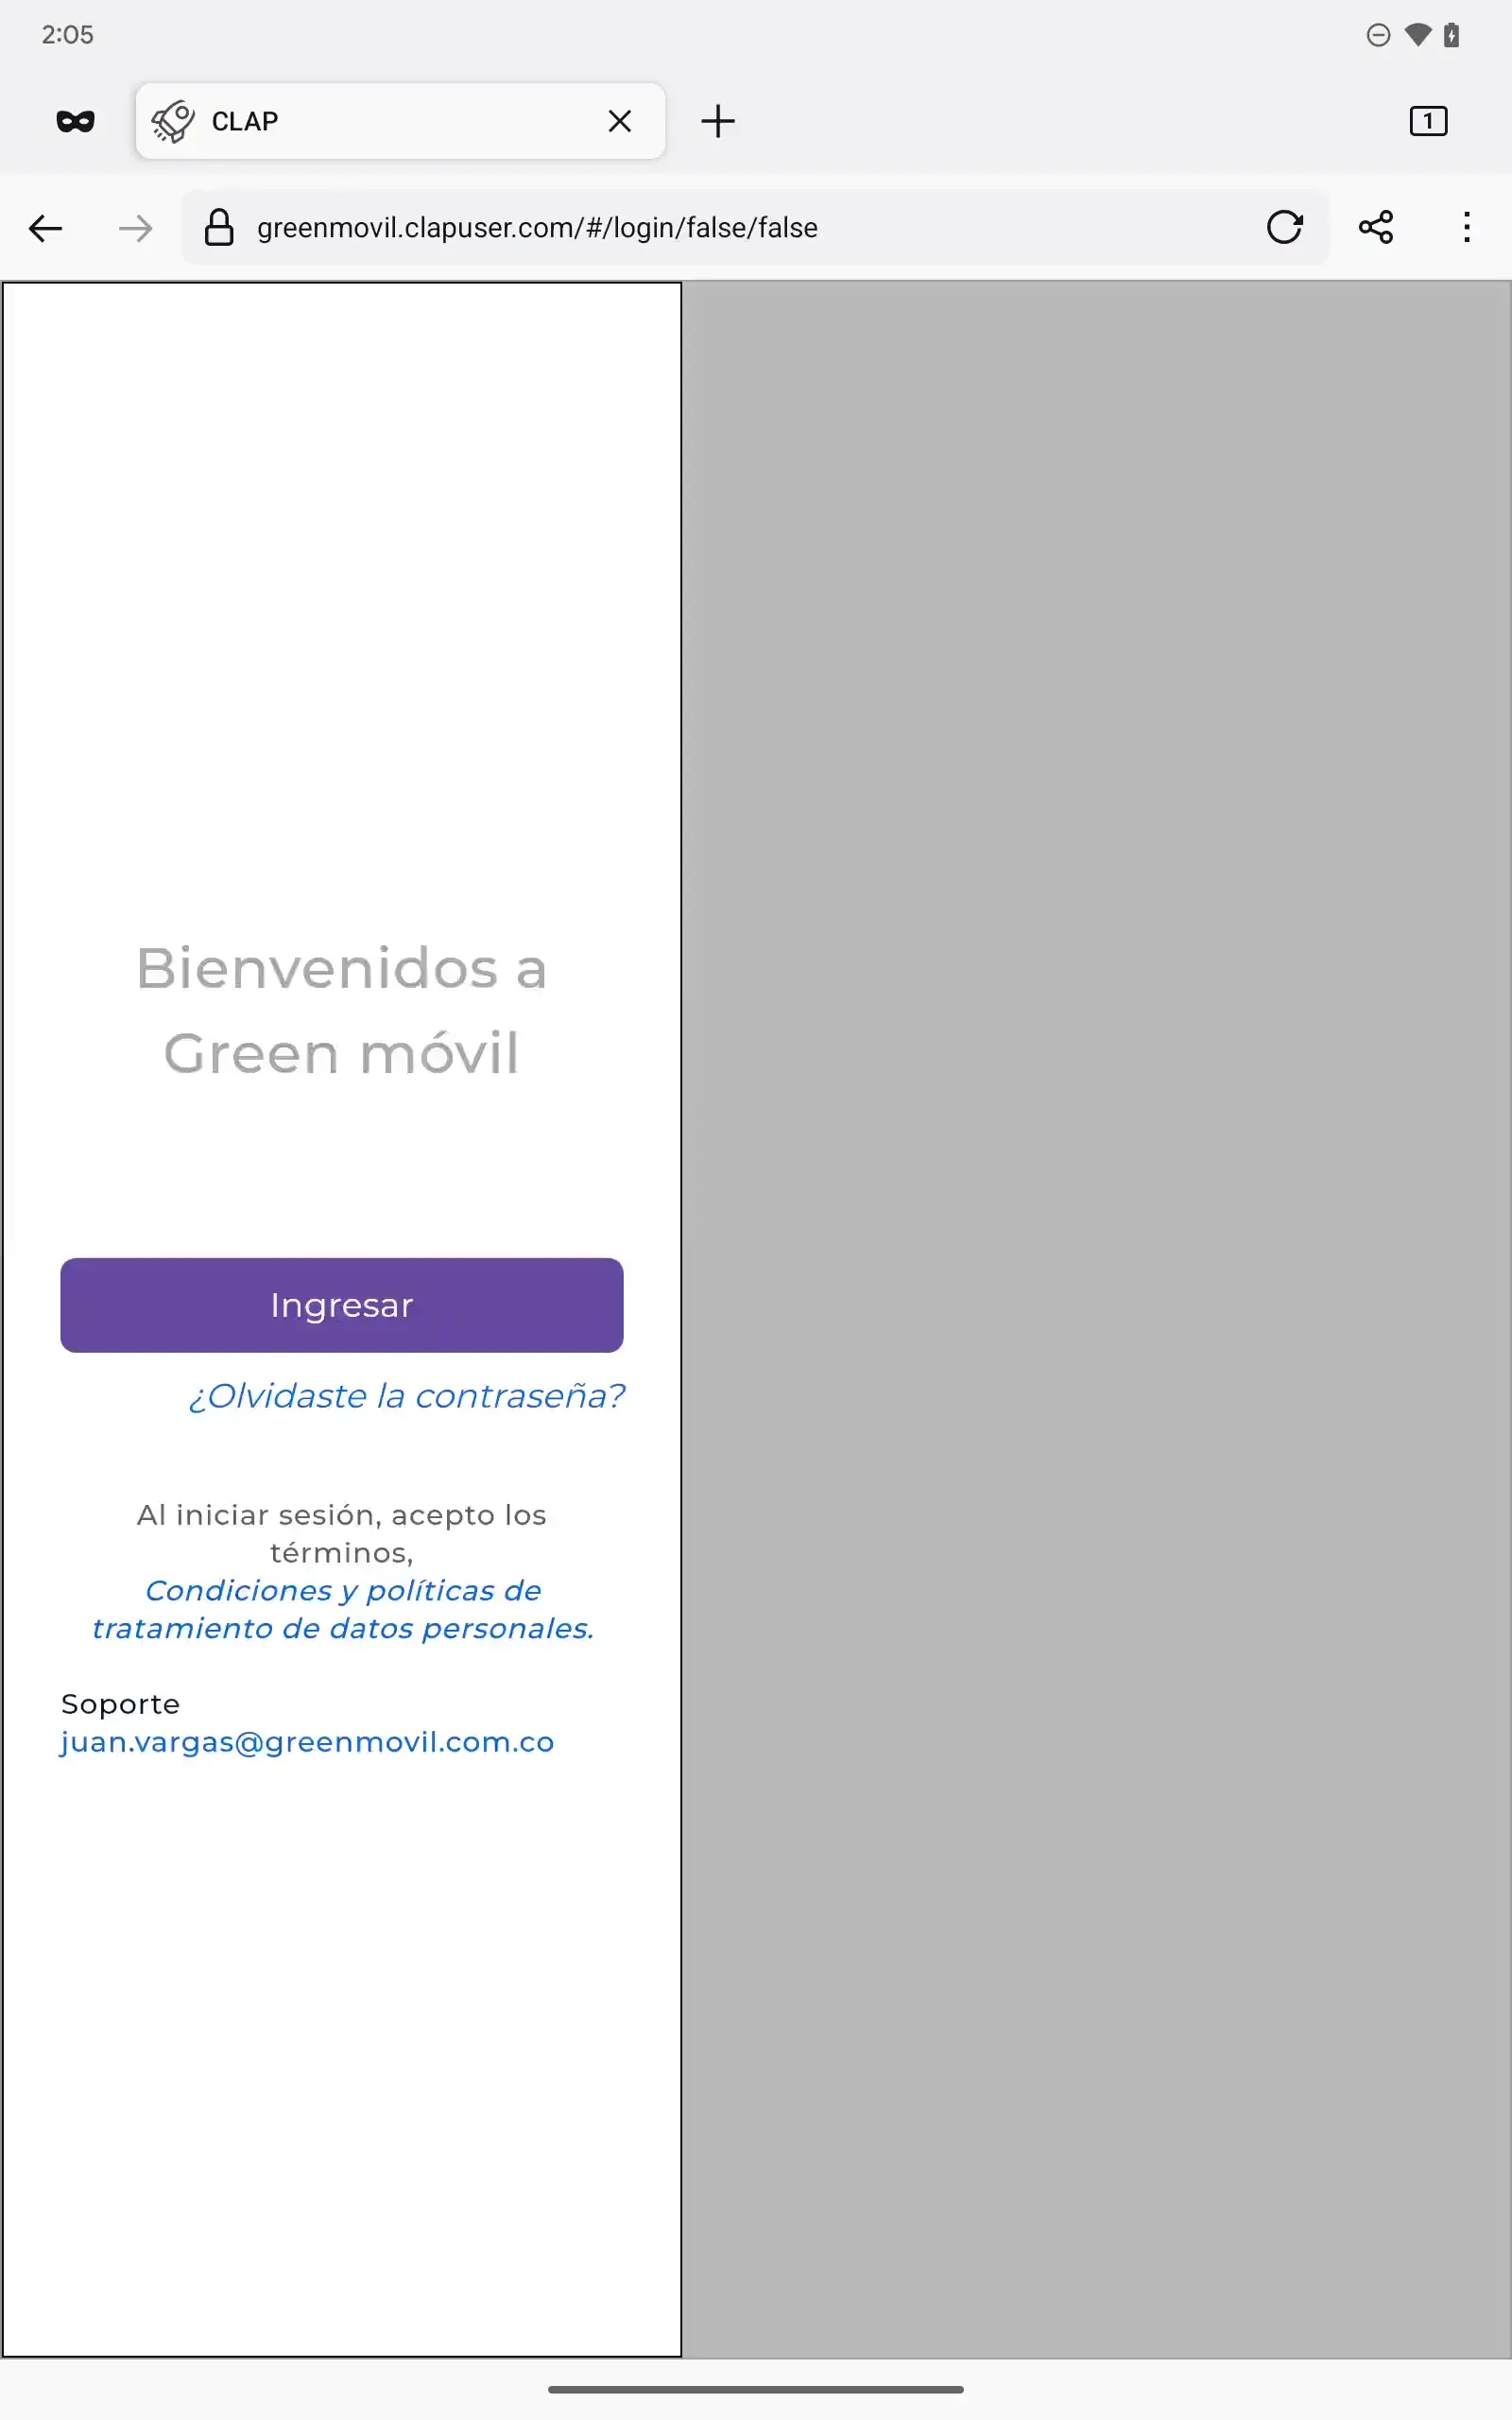 2:05
CLAP
1
greenmovil.clapuser.com/#/login/false/false
Bienvenidos a
Green móvil
Ingresar
¿Olvidaste la contraseña?
Al iniciar sesión, acepto los
términos,
Condiciones y políticas de
tratamiento de datos personales.
Soporte
juan.vargas@greenmovil.com.co